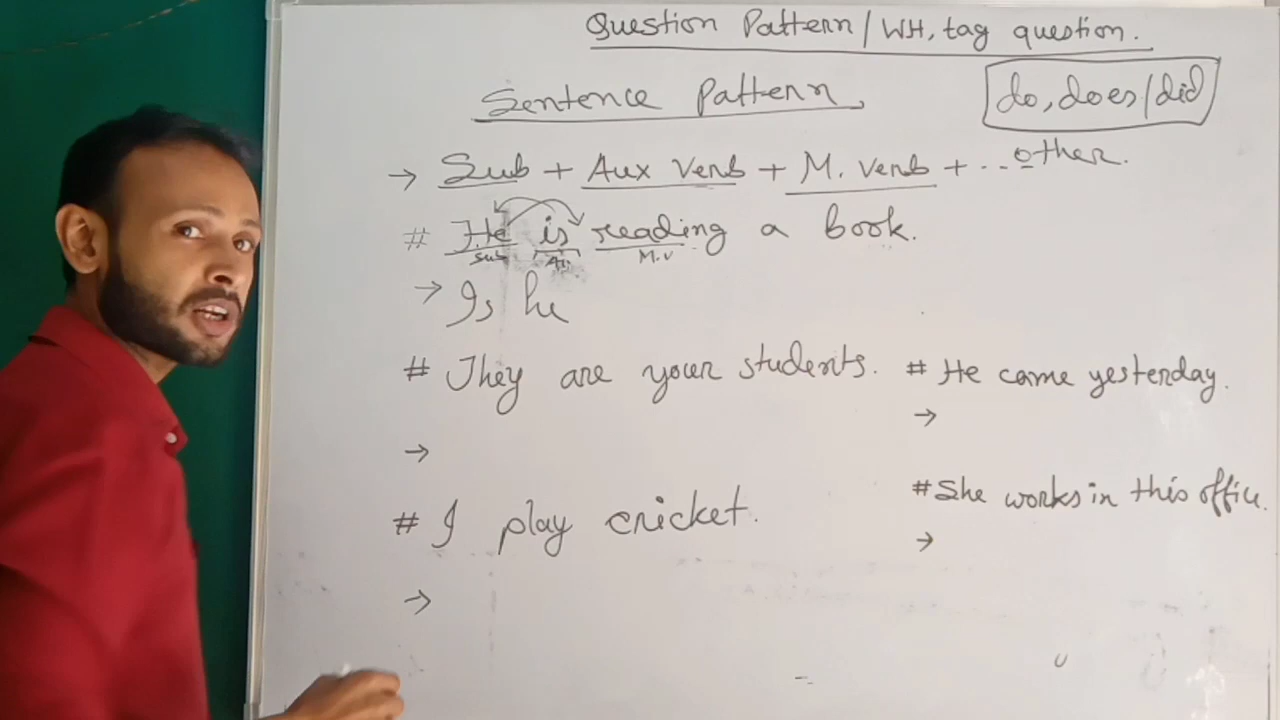 Question Pattern / WH, tag question.
Sentence Pattern
do, does / did
→ Sub + Aux Verb + M. Verb + ... other.
# He is reading a book.
Sub M.V
→ Is he
# They are your students.
→
# I play cricket.
→
# He came yesterday.
→
# She works in this office.
→